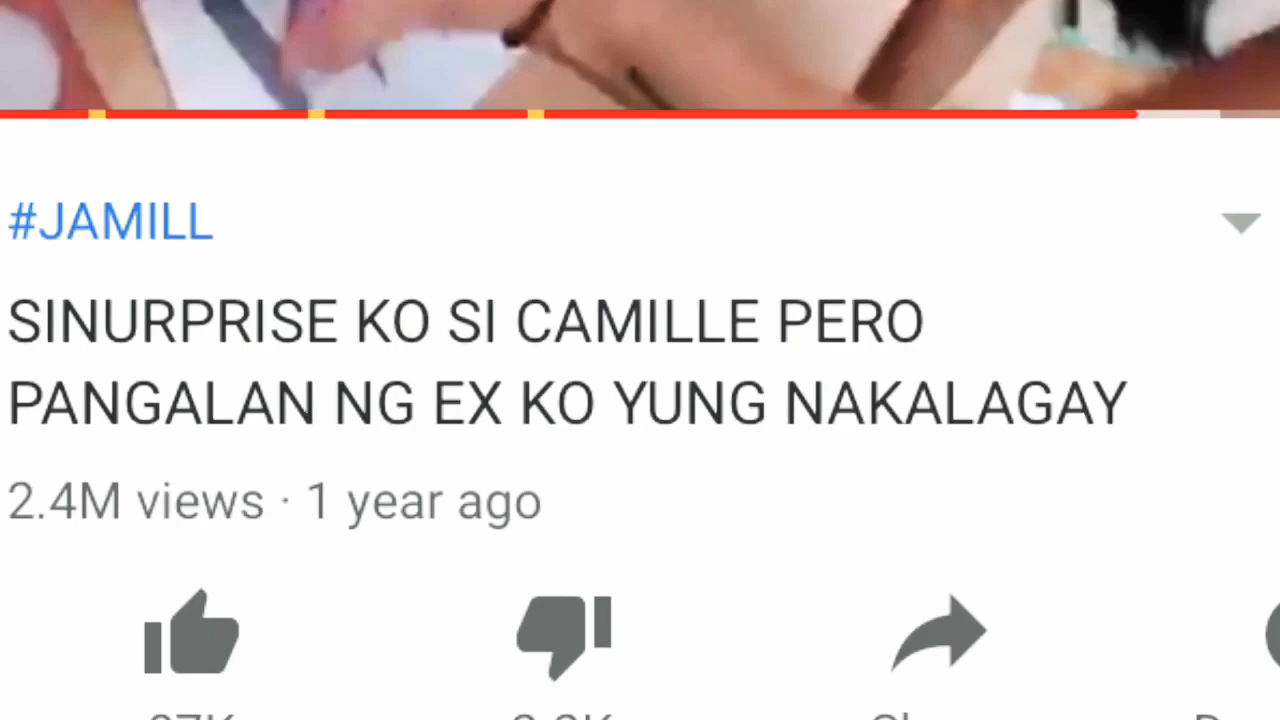 #JAMILL
SINURPRISE KO SI CAMILLE PERO
PANGALAN NG EX KO YUNG NAKALAGAY
2.4M views · 1 year ago